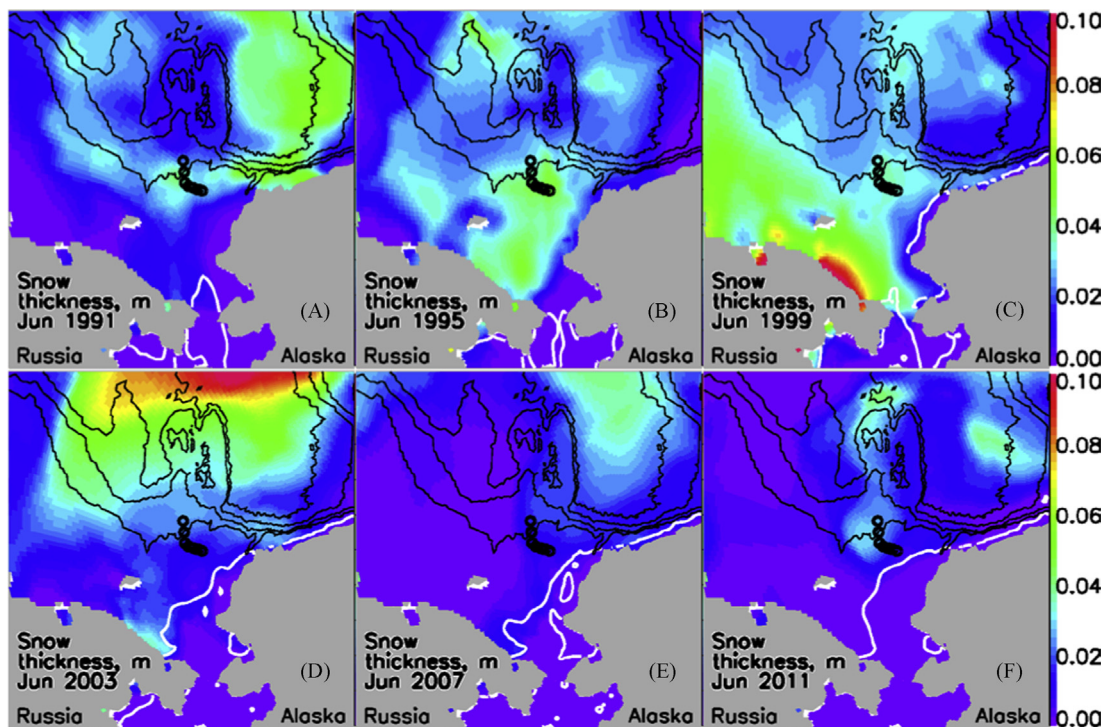 Snow
thickness, m
Jun 1991
(A)
Russia
Alaska
Snow
thickness, m
Jun 1995
(B)
Russia
Alaska
Snow
thickness, m
Jun 1999
(C)
Russia
Alaska
0.10
0.08
0.06
0.04
0.02
0.00
Snow
thickness, m
Jun 2003
(D)
Russia
Alaska
Snow
thickness, m
Jun 2007
(E)
Russia
Alaska
Snow
thickness, m
Jun 2011
(F)
Russia
Alaska
0.10
0.08
0.06
0.04
0.02
0.00